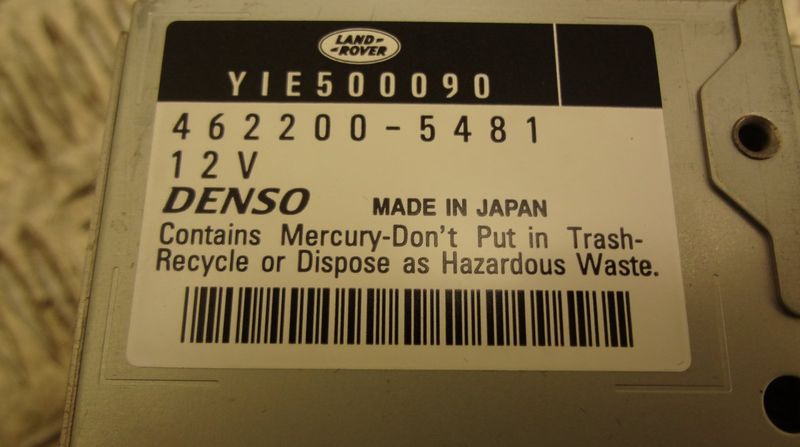 LAND-
-ROVER
YIE500090
462200-5481
12V
DENSO MADE IN JAPAN
Contains Mercury-Don't Put in Trash-
Recycle or Dispose as Hazardous Waste.